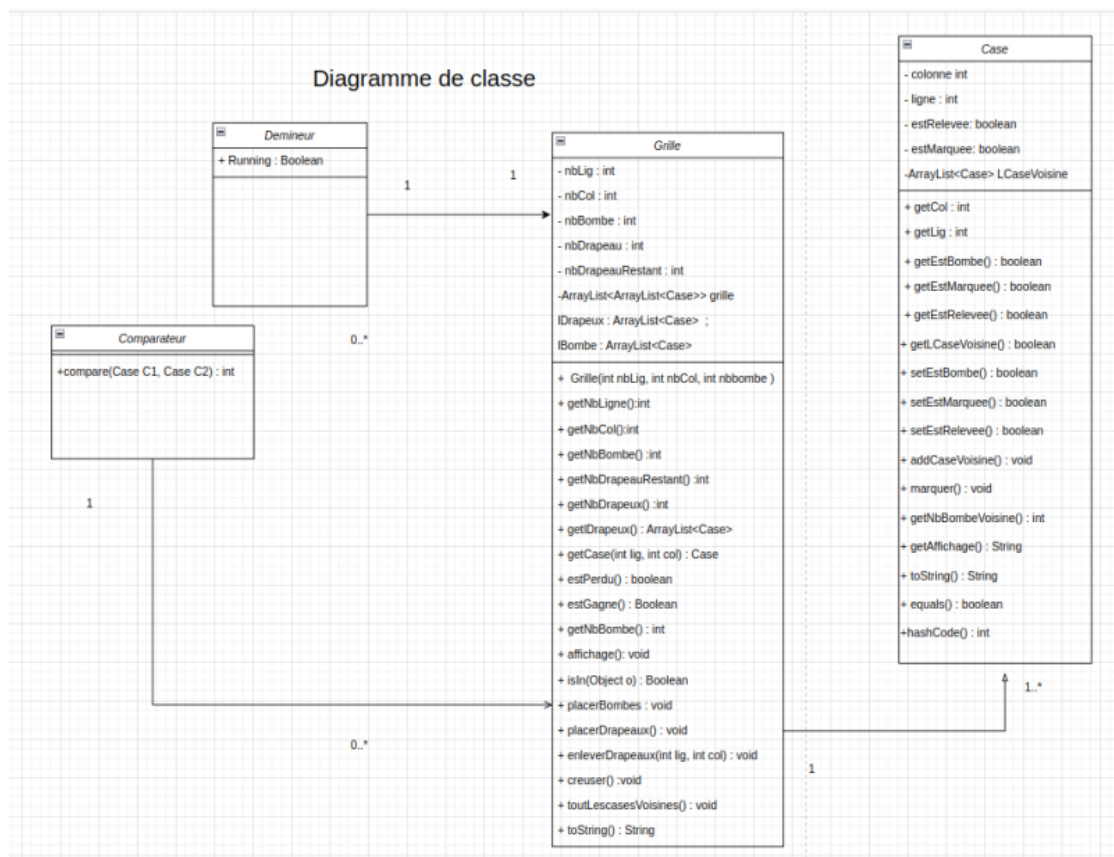 Diagramme de classe
Demineur
+ Running : Boolean
1
1
0..*
Comparateur
+compare(Case C1, Case C2) : int
1
0..*
Grille
- nbLig : int
- nbCol : int
- nbBombe : int
- nbDrapeau : int
- nbDrapeauRestant : int
-ArrayList<ArrayList<Case>> grille
lDrapeux : ArrayList<Case> ;
lBombe : ArrayList<Case>
+ Grille(int nbLig, int nbCol, int nbbombe )
+ getNbLigne():int
+ getNbCol():int
+ getNbBombe() :int
+ getNbDrapeauRestant() :int
+ getNbDrapeux() :int
+ getlDrapeux() : ArrayList<Case>
+ getCase(int lig, int col) : Case
+ estPerdu() : boolean
+ estGagne() : Boolean
+ getNbBombe() : int
+ affichage(): void
+ isIn(Object o) : Boolean
+ placerBombes : void
+ placerDrapeaux() : void
+ enleverDrapeaux(int lig, int col) : void
+ creuser() :void
+ toutLescasesVoisines() : void
+ toString() : String
1
1..*
Case
- colonne int
- ligne : int
- estRelevee: boolean
- estMarquee: boolean
-ArrayList<Case> LCaseVoisine
+ getCol : int
+ getLig : int
+ getEstBombe() : boolean
+ getEstMarquee() : boolean
+ getEstRelevee() : boolean
+ getLCaseVoisine() : boolean
+ setEstBombe() : boolean
+ setEstMarquee() : boolean
+ setEstRelevee() : boolean
+ addCaseVoisine() : void
+ marquer() : void
+ getNbBombeVoisine() : int
+ getAffichage() : String
+ toString() : String
+ equals() : boolean
+hashCode() : int